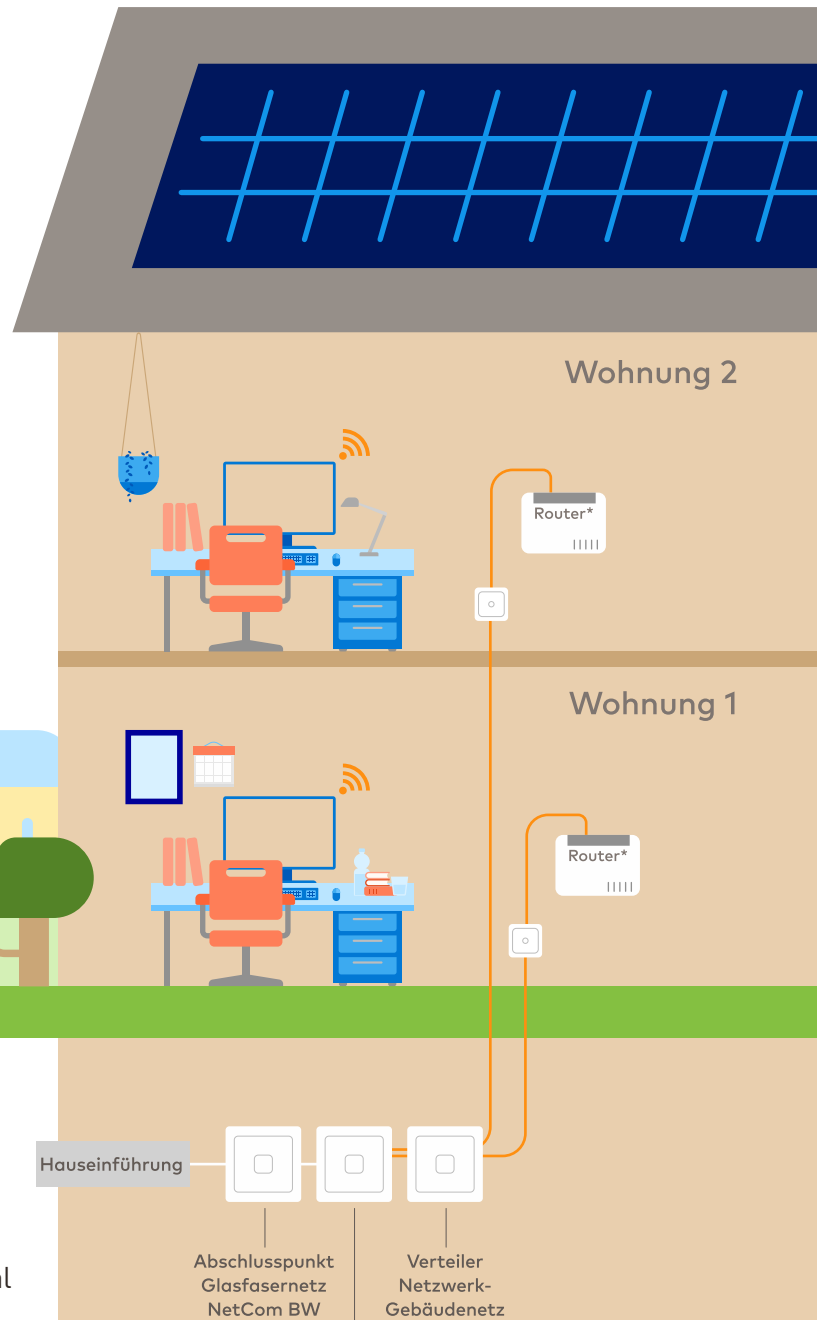 Wohnung 2
Router*
Wohnung 1
Router*
Hauseinführung
Abschlusspunkt
Glasfasernetz
NetCom BW
Verteiler
Netzwerk-
Gebäudenetz